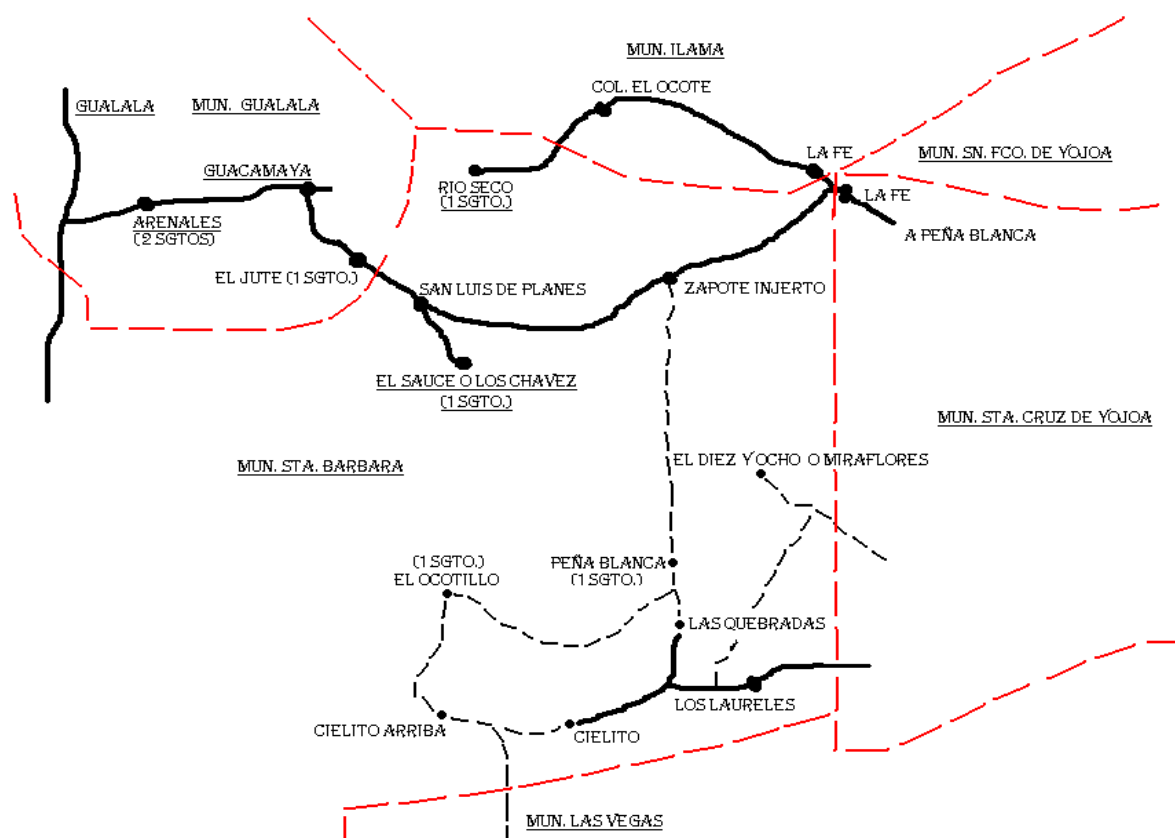 MUN. ILAMA
COL. EL OCOTE
GUALALA
MUN. GUALALA
LA FE
MUN. SN. FCO. DE YOJOA
GUACAMAYA
RIO SECO
(1 SGTO.)
LA FE
ARENALES
(2 SGTOS)
A PEÑA BLANCA
EL JUTE (1 SGTO.)
SAN LUIS DE PLANES
ZAPOTE INJERTO
EL SAUCE O LOS CHAVEZ
(1 SGTO.)
MUN. STA. CRUZ DE YOJOA
MUN. STA. BARBARA
EL DIEZ Y OCHO O MIRAFLORES
(1 SGTO.)
EL OCOTILLO
PEÑA BLANCA
(1 SGTO.)
LAS QUEBRADAS
LOS LAURELES
CIELITO ARRIBA
CIELITO
MUN. LAS VEGAS